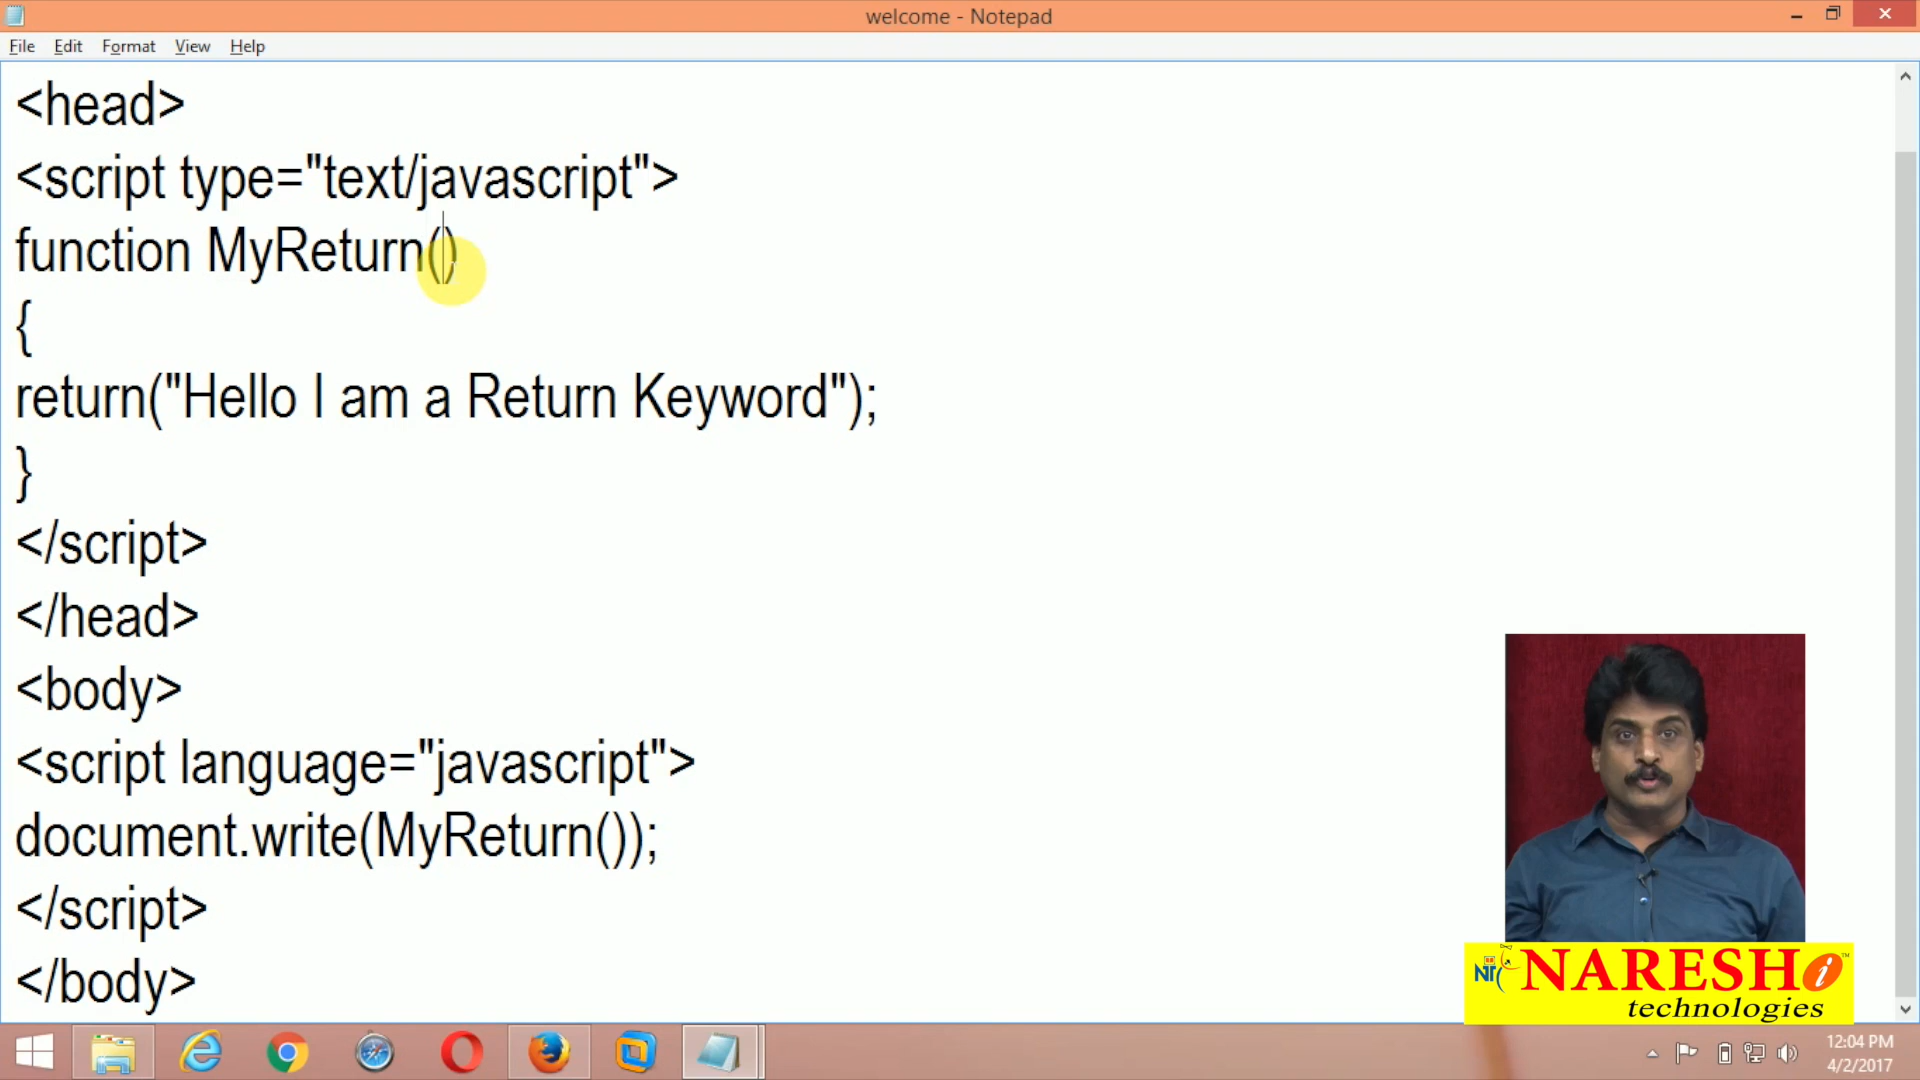 welcome - Notepad
File Edit Format View Help
<head>
<script type="text/javascript">
function MyReturn()
{
return("Hello I am a Return Keyword");
}
</script>
</head>
<body>
<script language="javascript">
document.write(MyReturn());
</script>
</body>
NARESH i
technologies
12:04 PM
4/2/2017